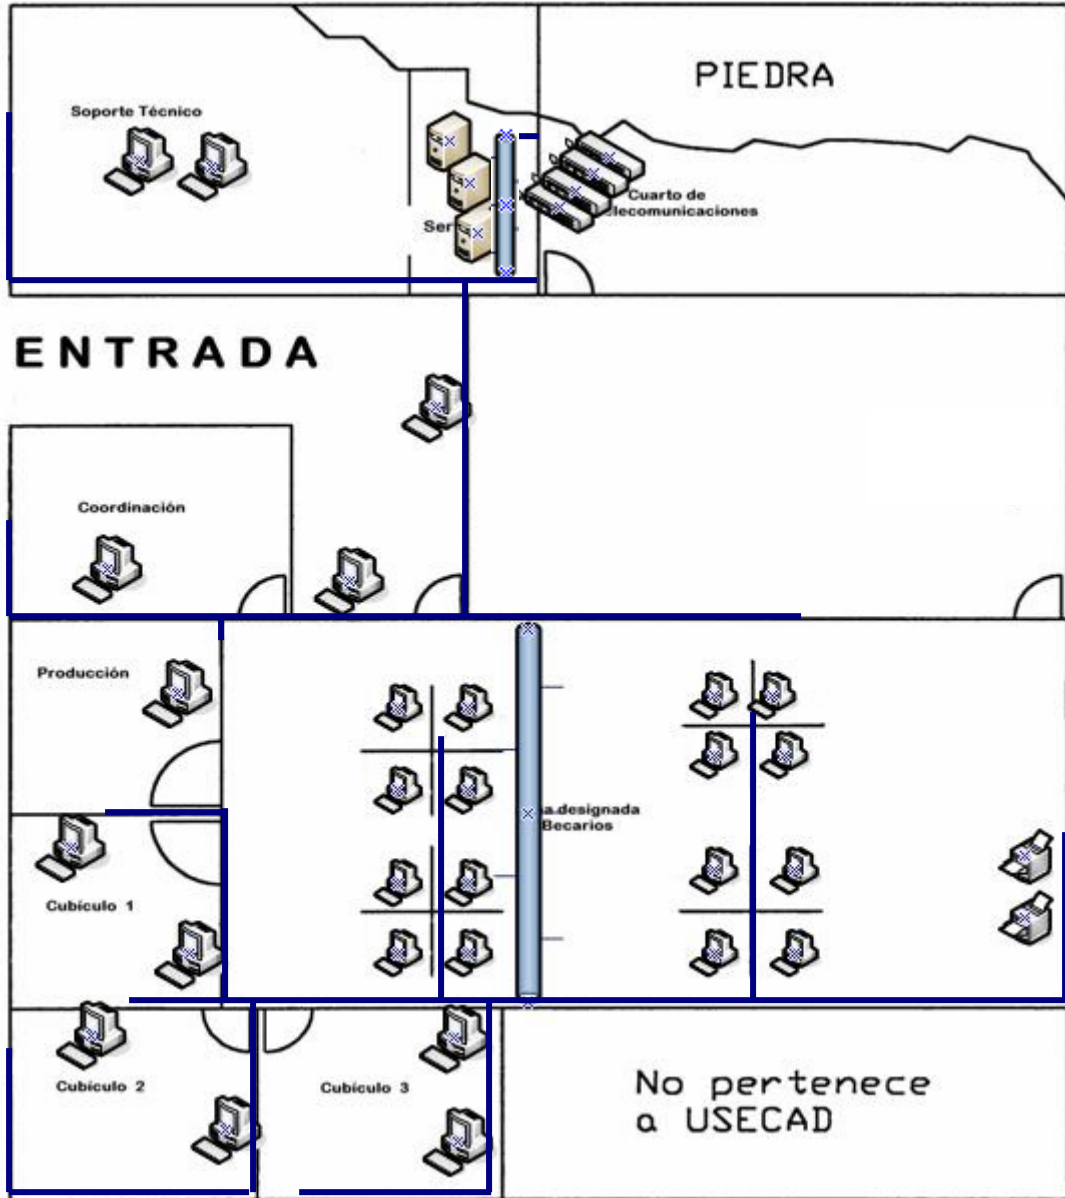 PIEDRA
Soporte Técnico
Cuarto de
Ser
ENTRADA
Coordinación
Producción
a designada
Becarios
Cubículo 1
Cubículo 2
Cubículo 3
No pertenece
a USECAD